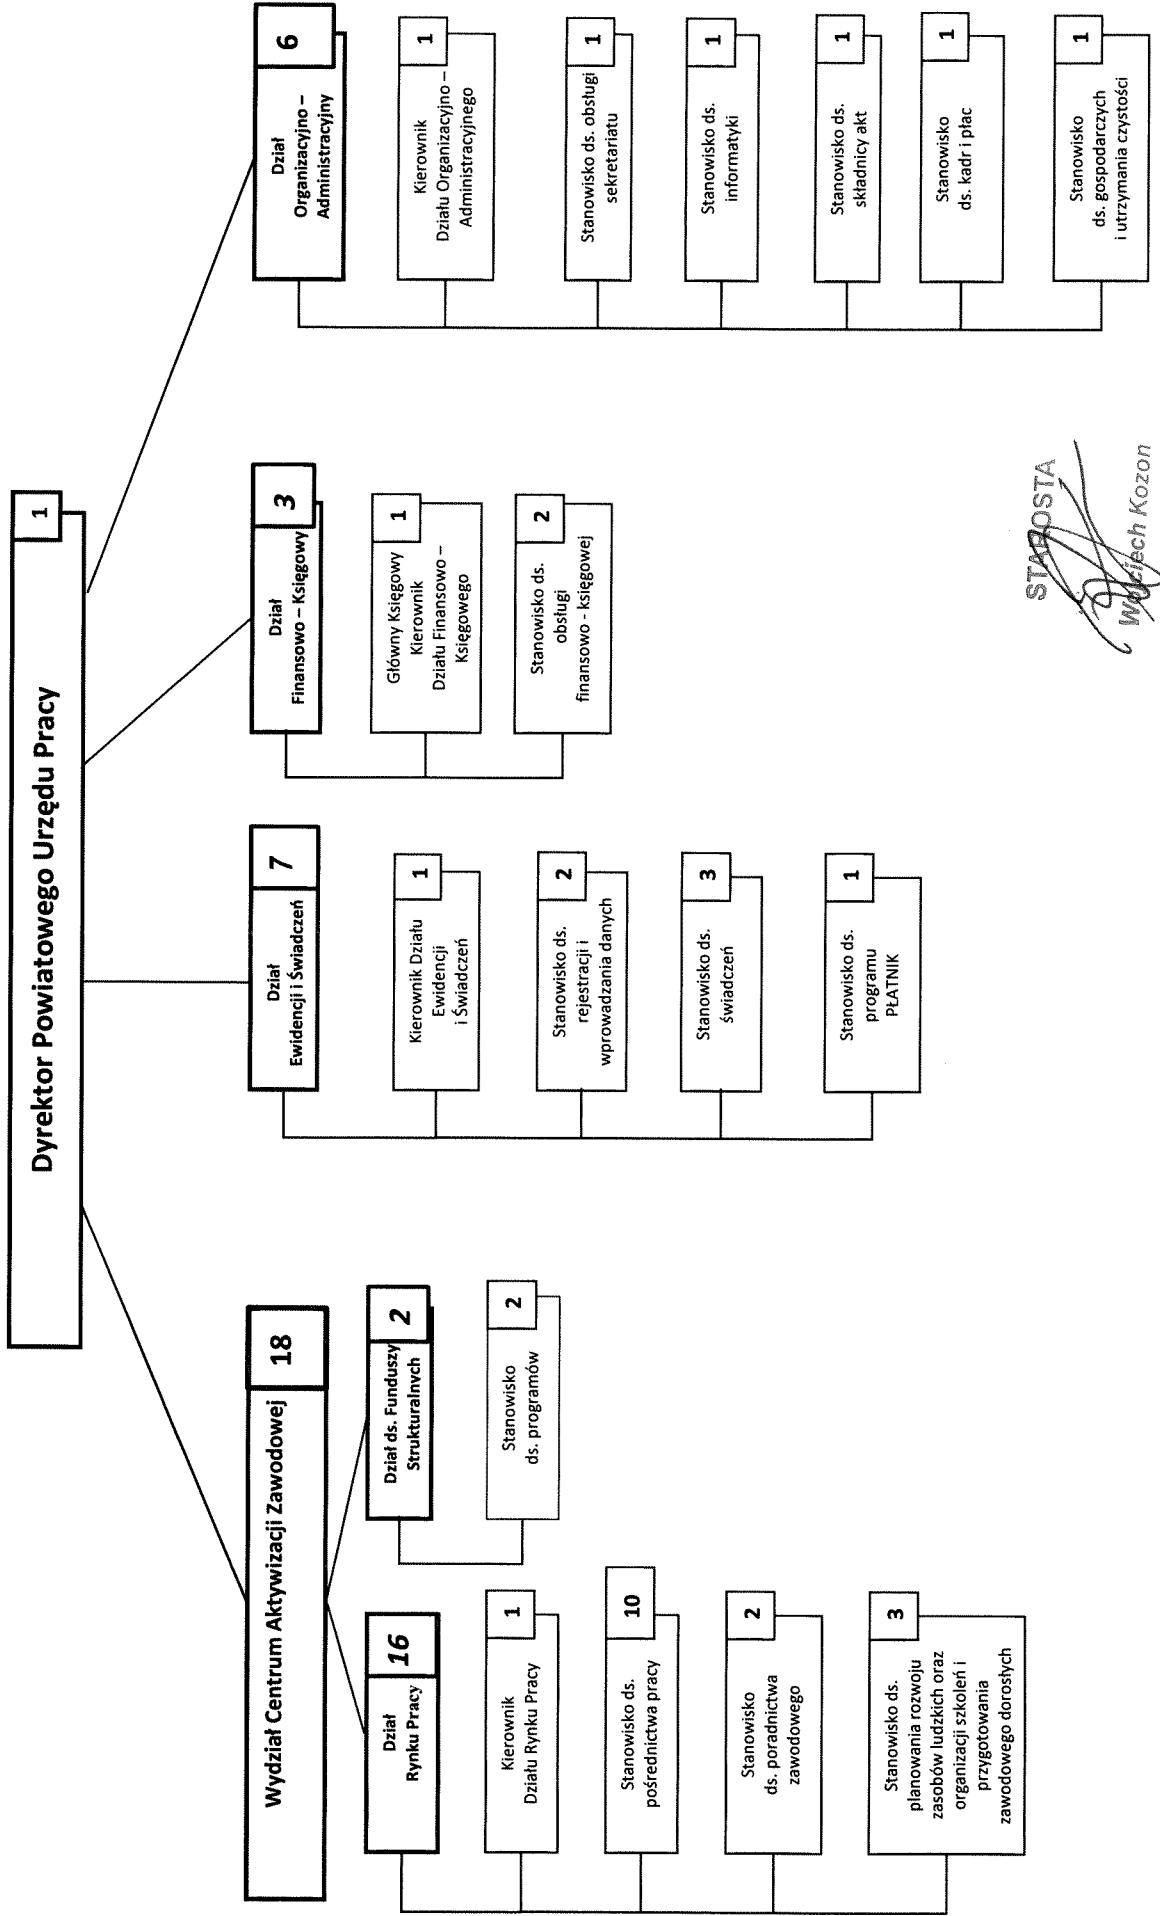 Dyrektor Powiatowego Urzędu Pracy
1
Wydział Centrum Aktywizacji Zawodowej
18
Dział
Rynku Pracy
16
Kierownik
Działu Rynku Pracy
1
Stanowisko ds.
pośrednictwa pracy
10
Stanowisko
ds. poradnictwa
zawodowego
2
Stanowisko ds.
planowania rozwoju
zasobów ludzkich oraz
organizacji szkoleń i
przygotowania
zawodowego dorosłych
3
Dział ds. Funduszy
Strukturalnych
2
Stanowisko
ds. programów
2
Dział
Ewidencji i Świadczeń
7
Kierownik Działu
Ewidencji
i Świadczeń
1
Stanowisko ds.
rejestracji i
wprowadzania danych
2
Stanowisko ds.
świadczeń
3
Stanowisko ds.
programu
PŁATNIK
1
Dział
Finansowo – Księgowy
3
Główny Księgowy
Kierownik
Działu Finansowo –
Księgowego
1
Stanowisko ds.
obsługi
finansowo - księgowej
2
Dział
Organizacyjno –
Administracyjny
6
Kierownik
Działu Organizacyjno –
Administracyjnego
1
Stanowisko ds. obsługi
sekretariatu
1
Stanowisko ds.
informatyki
1
Stanowisko ds.
składnicy akt
1
Stanowisko
ds. kadr i płac
1
Stanowisko
ds. gospodarczych
i utrzymania czystości
1
STAROSTA
Wojciech Kozon